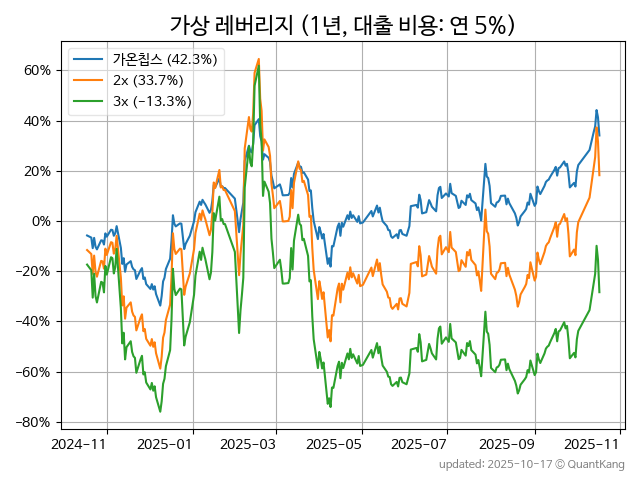 가상 레버리지 (1년, 대출 비용: 연 5%)
가온칩스 (42.3%)
2x (33.7%)
3x (−13.3%)
60%
40%
20%
0%
−20%
−40%
−60%
−80%
2024-11 2025-01 2025-03 2025-05 2025-07 2025-09 2025-11
updated: 2025-10-17 © QuantKang